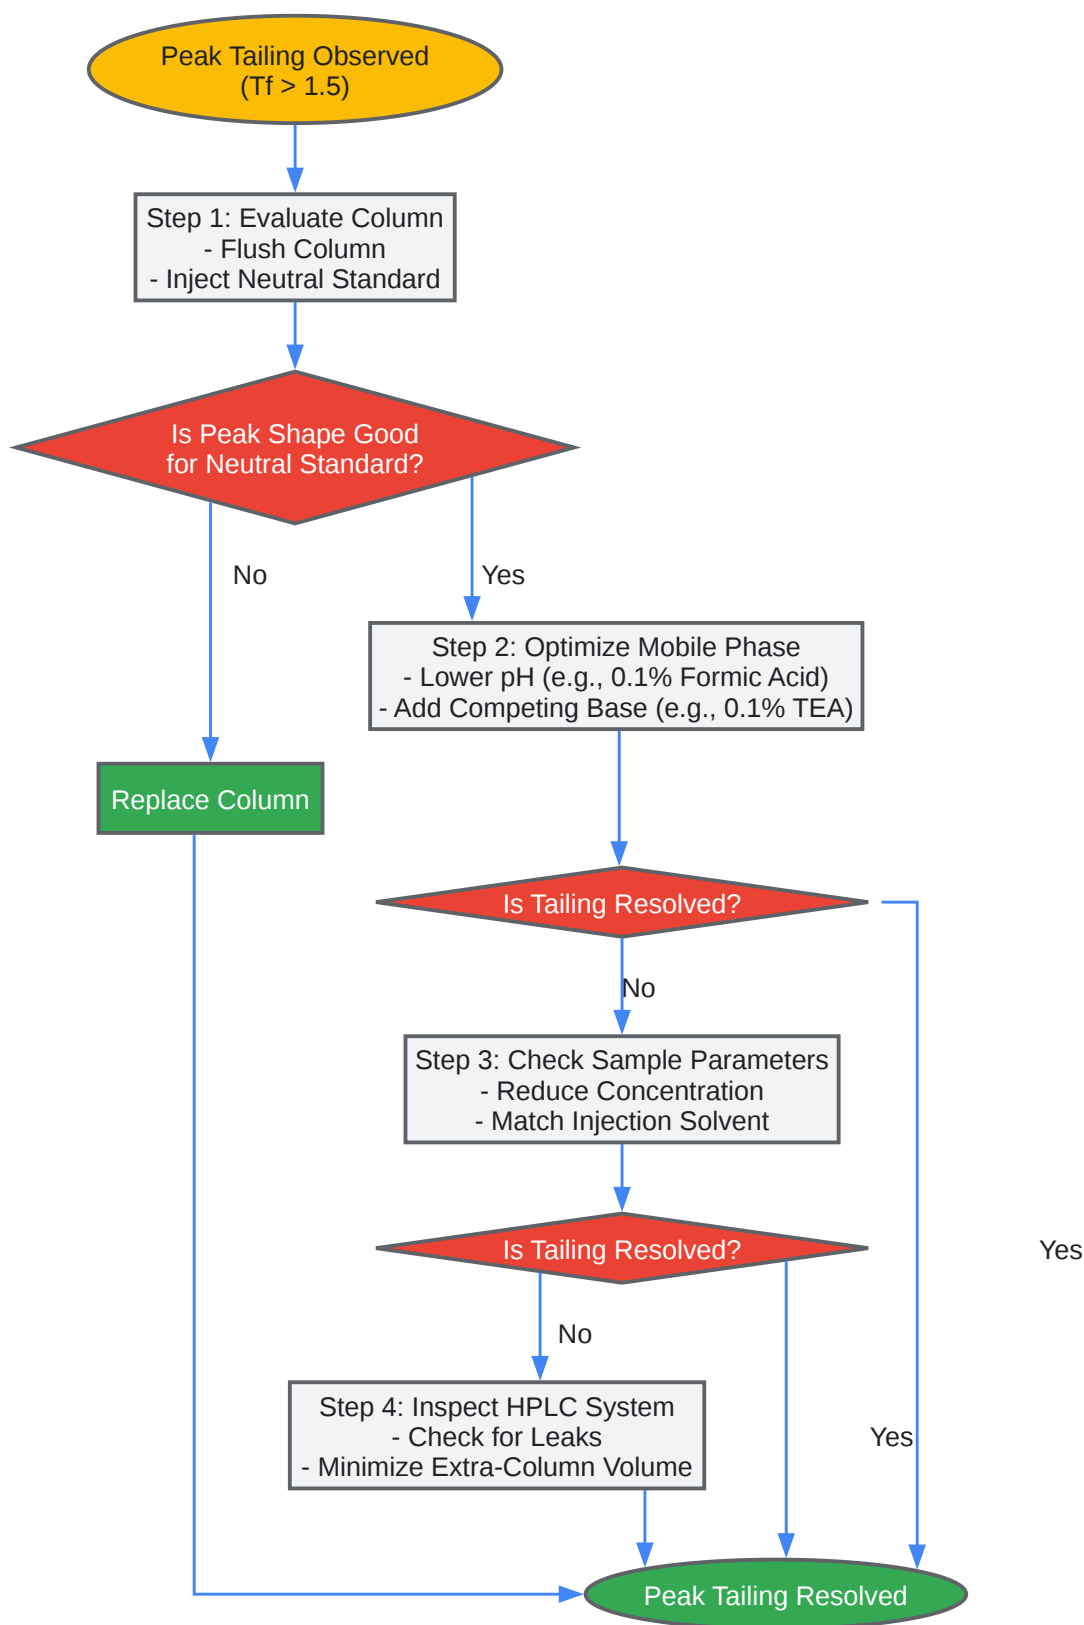 Peak Tailing Observed
(Tf > 1.5)
Step 1: Evaluate Column
- Flush Column
- Inject Neutral Standard
Is Peak Shape Good
for Neutral Standard?
No
Yes
Step 2: Optimize Mobile Phase
- Lower pH (e.g., 0.1% Formic Acid)
- Add Competing Base (e.g., 0.1% TEA)
Replace Column
Is Tailing Resolved?
No
Step 3: Check Sample Parameters
- Reduce Concentration
- Match Injection Solvent
Is Tailing Resolved?
Yes
No
Step 4: Inspect HPLC System
- Check for Leaks
- Minimize Extra-Column Volume
Yes
Peak Tailing Resolved